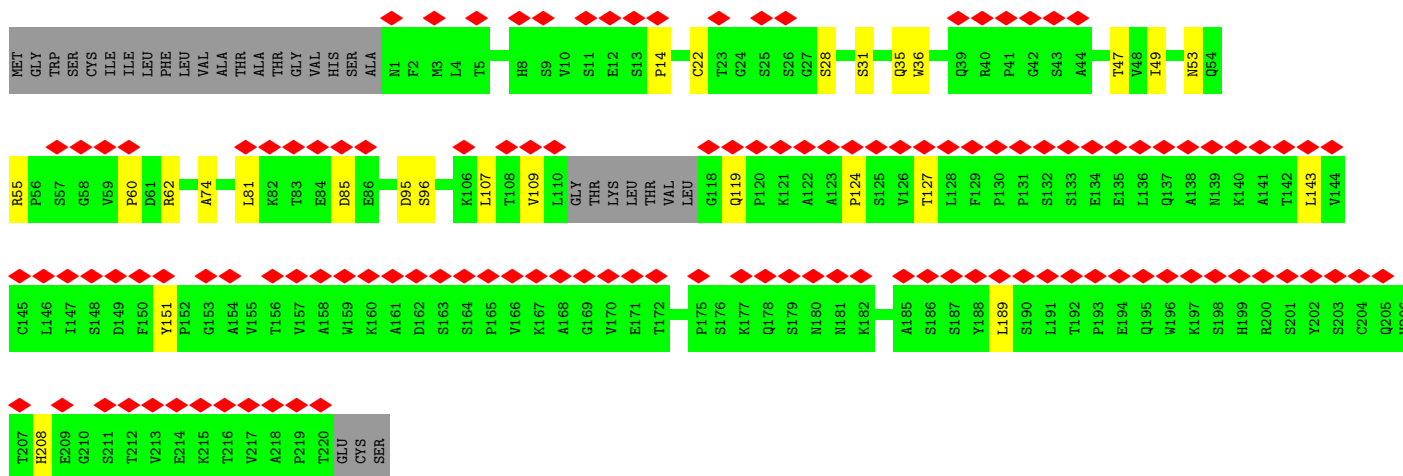 MET GLY TRP SER CYS ILE ILE LEU PHE LEU VAL ALA THR ALA THR GLY VAL HIS SER ALA N1 F2 M3 L4 T5 H8 S9 V10 S11 E12 S13 P14 C22 T23 G24 S25 S26 G27 S28 S31 Q35 W36 Q39 R40 P41 G42 S43 A44 T47 V48 I49 N53 Q54
R55 P56 S57 G58 V59 P60 D61 R62 A74 L81 K82 T83 E84 D85 E86 D95 S96 K106 L107 T108 V109 L110 GLY THR LYS LEU THR VAL LEU G118 Q119 P120 K121 A122 A123 P124 S125 V126 T127 L128 F129 P130 P131 S132 S133 E134 E135 L136 Q137 A138 N139 K140 A141 T142 L143 V144
C145 L146 I147 S148 D149 F150 Y151 P152 G153 A154 V155 T156 V157 A158 W159 K160 A161 D162 S163 S164 P165 V166 K167 A168 G169 V170 E171 T172 P175 S176 K177 Q178 S179 N180 N181 K182 A185 S186 S187 Y188 L189 S190 L191 T192 P193 E194 Q195 W196 K197 S198 H199 R200 S201 Y202 S203 C204 Q205
T207 H208 E209 G210 S211 T212 V213 E214 K215 T216 V217 A218 P219 T220 GLU CYS SER